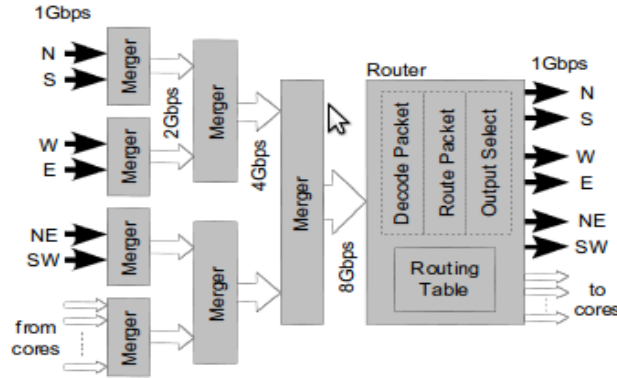 1Gbps
N
S
W
E
NE
SW
from
cores
Merger
Merger
Merger
Merger
2Gbps
Merger
Merger
4Gbps
Merger
8Gbps
Router
Decode Packet
Route Packet
Output Select
Routing
Table
1Gbps
N
S
W
E
NE
SW
to
cores